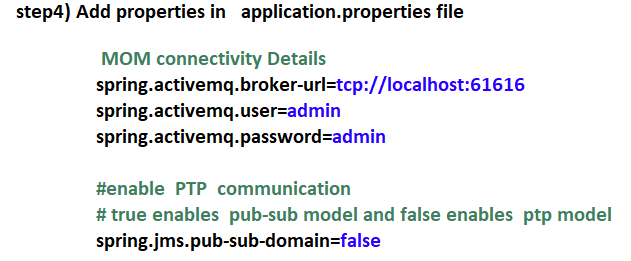 step4) Add properties in application.properties file
MOM connectivity Details
spring.activemq.broker-url=tcp://localhost:61616
spring.activemq.user=admin
spring.activemq.password=admin
#enable PTP communication
# true enables pub-sub model and false enables ptp model
spring.jms.pub-sub-domain=false